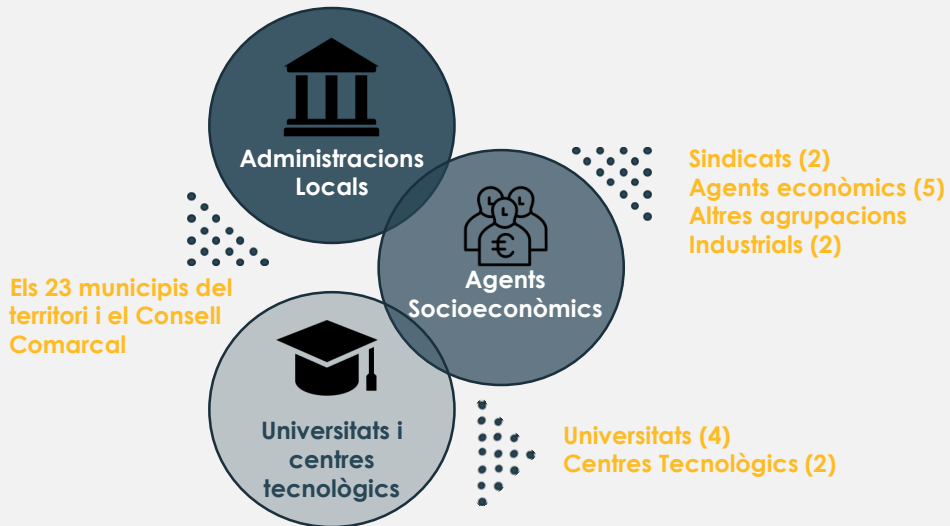 Administracions
Locals
Sindicats (2)
Agents econòmics (5)
Altres agrupacions
Industrials (2)
€
Agents
Socioeconòmics
Els 23 municipis del
territori i el Consell
Comarcal
Universitats i
centres
tecnològics
Universitats (4)
Centres Tecnològics (2)